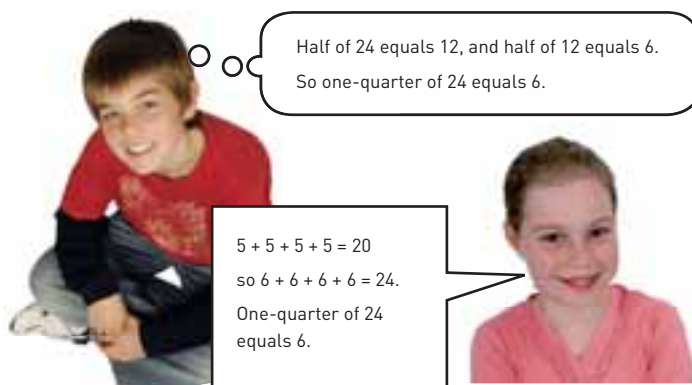 Half of 24 equals 12, and half of 12 equals 6.
So one-quarter of 24 equals 6.
5 + 5 + 5 + 5 = 20
so 6 + 6 + 6 + 6 = 24.
One-quarter of 24
equals 6.